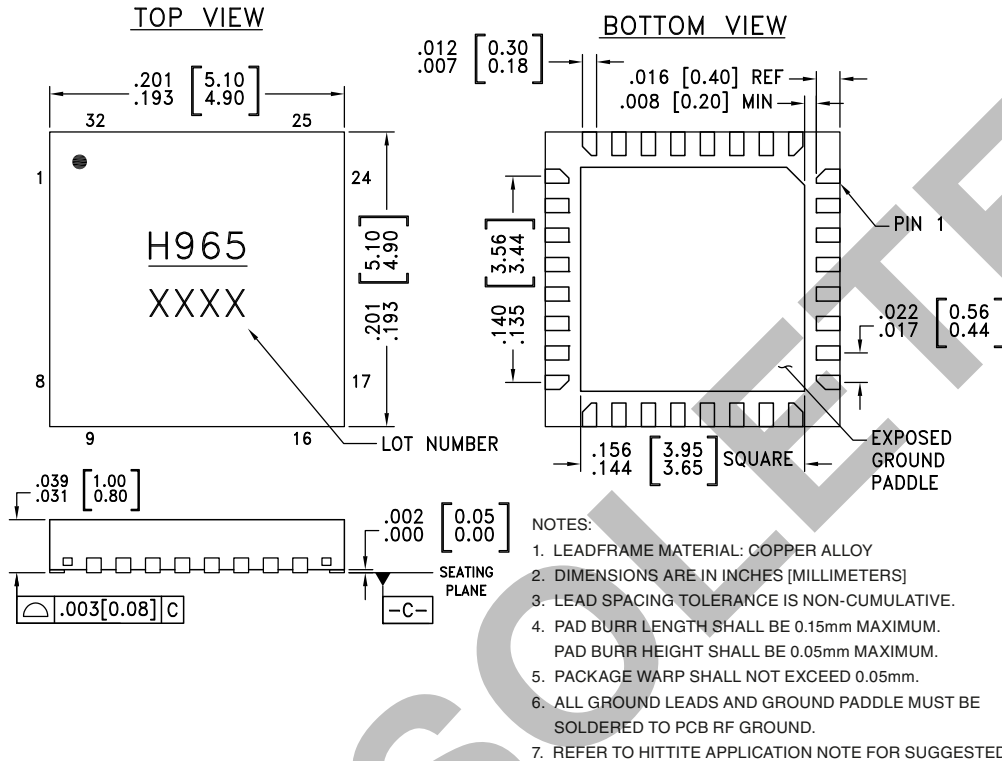 TOP VIEW
.201 [5.10]
.193 [4.90]
32 25
1 24
H965
XXXX
[5.10]
[4.90]
.201
.193
8 17
9 16
LOT NUMBER
.039 [1.00]
.031 [0.80]
.002 [0.05]
.000 [0.00]
SEATING
PLANE
.003[0.08] C
-C-
BOTTOM VIEW
.012 [0.30]
.007 [0.18]
.016 [0.40] REF
.008 [0.20] MIN
PIN 1
[3.56]
[3.44]
.140
.135
.022 [0.56]
.017 [0.44]
.156 [3.95]
.144 [3.65] SQUARE
EXPOSED
GROUND
PADDLE
NOTES:
1. LEADFRAME MATERIAL: COPPER ALLOY
2. DIMENSIONS ARE IN INCHES [MILLIMETERS]
3. LEAD SPACING TOLERANCE IS NON-CUMULATIVE.
4. PAD BURR LENGTH SHALL BE 0.15mm MAXIMUM.
PAD BURR HEIGHT SHALL BE 0.05mm MAXIMUM.
5. PACKAGE WARP SHALL NOT EXCEED 0.05mm.
6. ALL GROUND LEADS AND GROUND PADDLE MUST BE
SOLDERED TO PCB RF GROUND.
7. REFER TO HITTITE APPLICATION NOTE FOR SUGGESTED
SOLETE